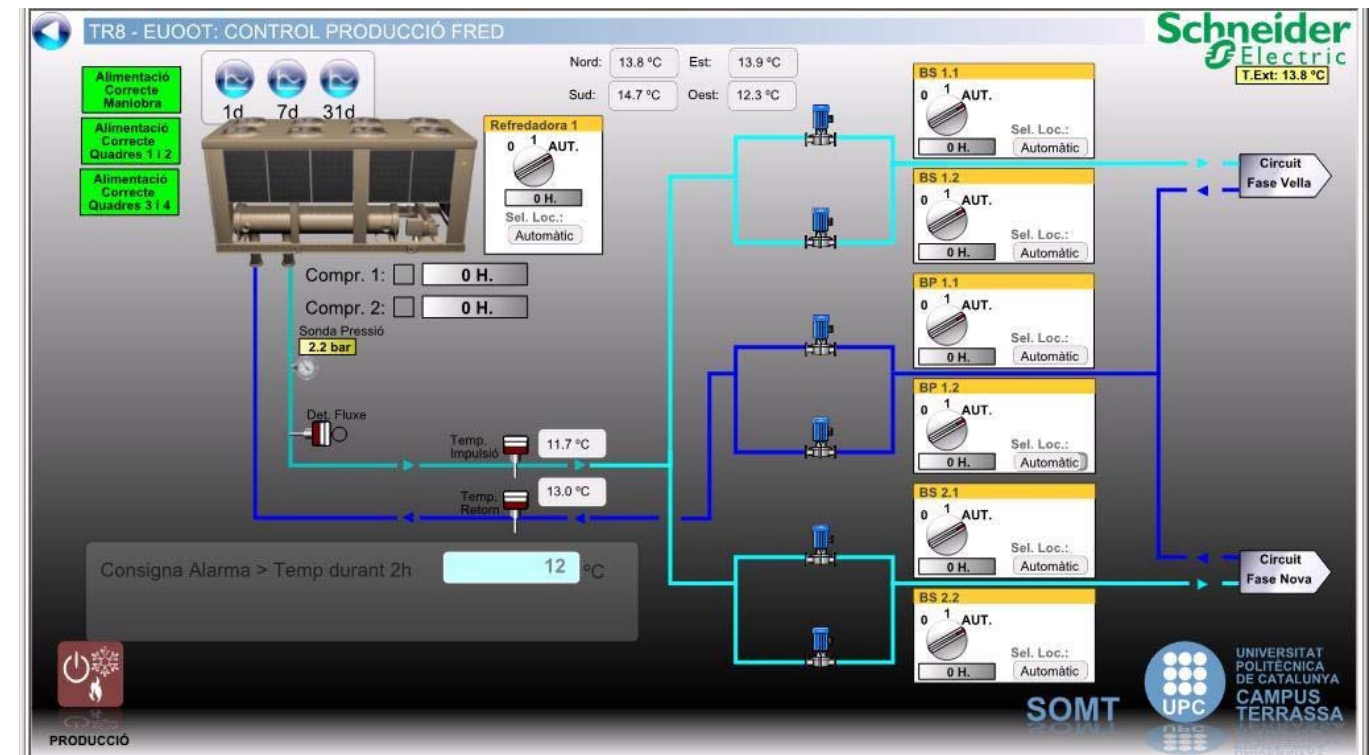 TR8 - EUOOT: CONTROL PRODUCCIÓ FRED
Schneider
Electric
T.Ext: 13.8 ºC
Alimentació
Correcte
Maniobra
Alimentació
Correcte
Quadres 1 i 2
Alimentació
Correcte
Quadres 3 i 4
1d 7d 31d
Nord: 13.8 ºC Est: 13.9 ºC
Sud: 14.7 ºC Oest: 12.3 ºC
Refredadora 1
0 1 AUT.
0 H.
Sel. Loc.:
Automàtic
Compr. 1: 0 H.
Compr. 2: 0 H.
Sonda Pressió
2.2 bar
Det. Fluxe
Temp.
Impulsió
11.7 ºC
Temp.
Retorn
13.0 ºC
BS 1.1
0 1 AUT.
Sel. Loc.:
0 H. Automàtic
BS 1.2
0 1 AUT.
Sel. Loc.:
0 H. Automàtic
BP 1.1
0 1 AUT.
Sel. Loc.:
0 H. Automàtic
BP 1.2
0 1 AUT.
Sel. Loc.:
0 H. Automàtic
BS 2.1
0 1 AUT.
Sel. Loc.:
0 H. Automàtic
BS 2.2
0 1 AUT.
Sel. Loc.:
0 H. Automàtic
Circuit
Fase Vella
Circuit
Fase Nova
Consigna Alarma > Temp durant 2h 12 ºC
PRODUCCIÓ
SOMT
UPC
UNIVERSITAT
POLITÈCNICA
DE CATALUNYA
CAMPUS
TERRASSA